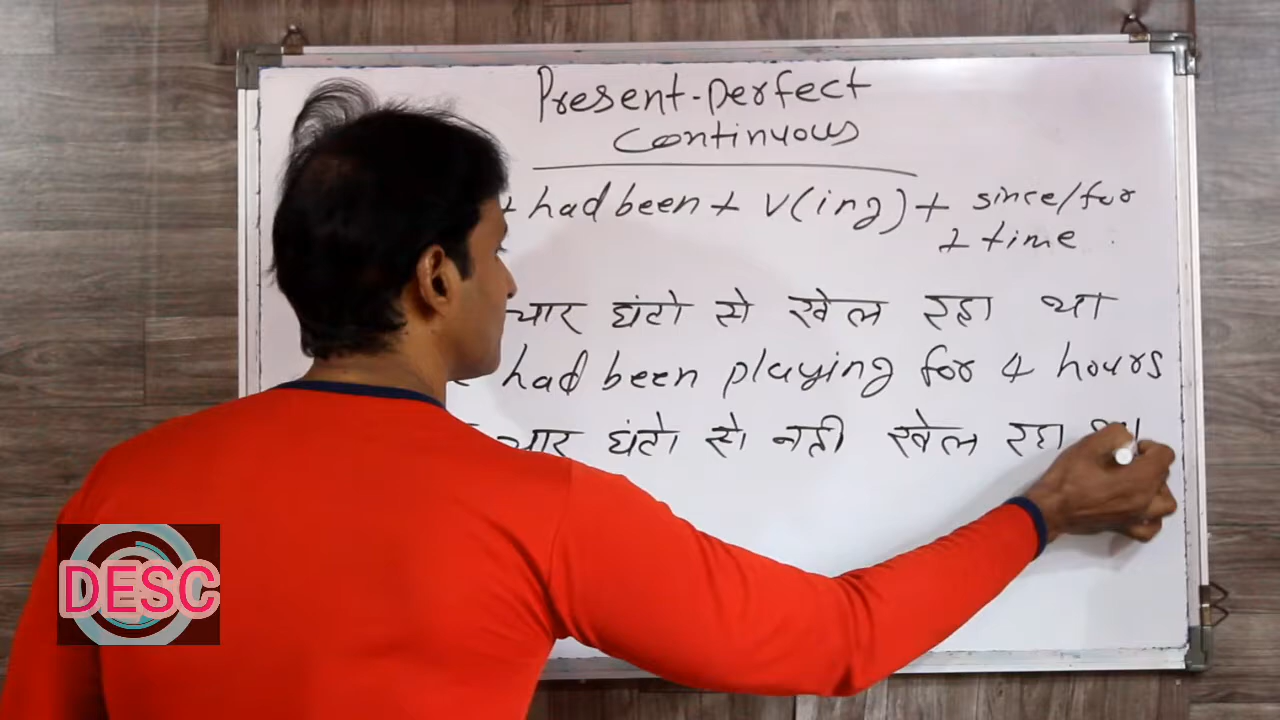 Present-perfect
Continuous
+ had been + V(ing) + since/for
+ time
चार घंटो से खेल रहा था
had been playing for 4 hours
चार घंटो से नही खेल रहा
DESC